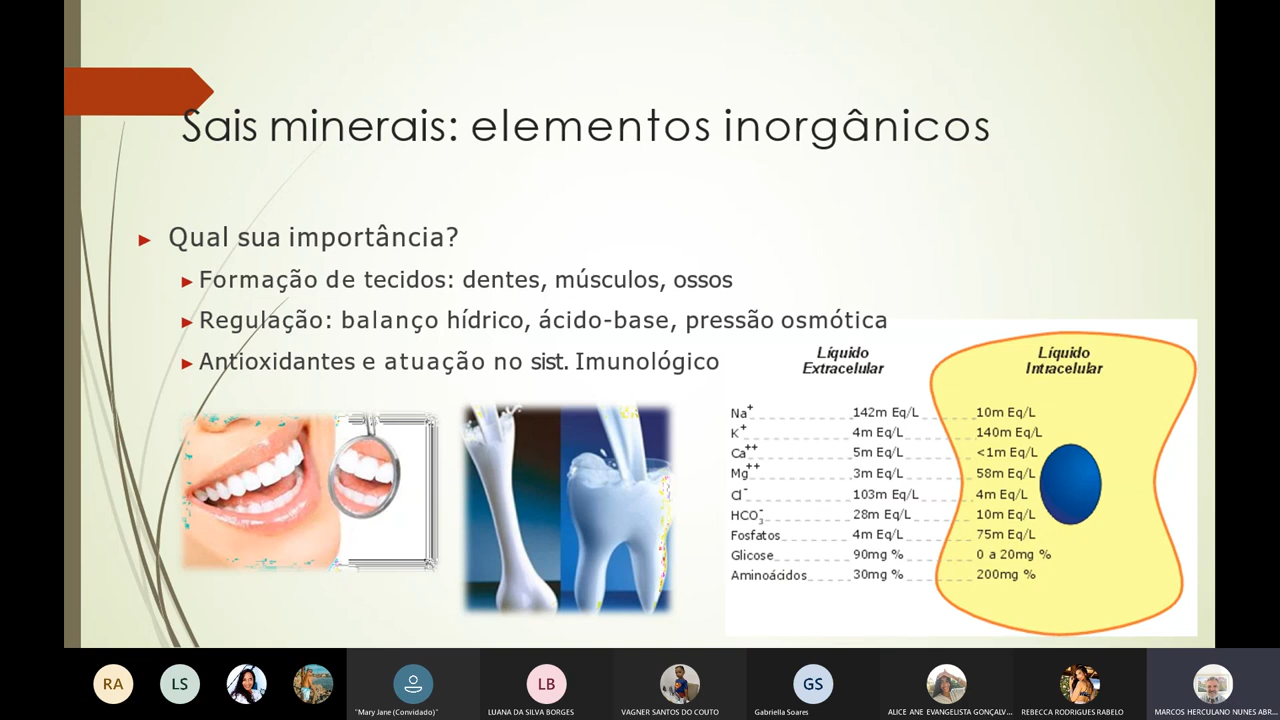 Sais minerais: elementos inorgânicos
Qual sua importância?
Formação de tecidos: dentes, músculos, ossos
Regulação: balanço hídrico, ácido-base, pressão osmótica
Antioxidantes e atuação no sist. Imunológico
Líquido Extracelular
Líquido Intracelular
Na+ 142m Eq/L 10m Eq/L
K+ 4m Eq/L 140m Eq/L
Ca++ 5m Eq/L <1m Eq/L
Mg++ 3m Eq/L 58m Eq/L
Cl- 103m Eq/L 4m Eq/L
HCO3- 28m Eq/L 10m Eq/L
Fosfatos 4m Eq/L 75m Eq/L
Glicose 90mg % 0 a 20mg %
Aminoácidos 30mg % 200mg %
RA
LS
LB
GS
"Mary Jane (Convidado)"
LUANA DA SILVA BORGES
VAGNER SANTOS DO COUTO
Gabriella Soares
ALICE ANE EVANGELISTA GONÇALV...
REBECCA RODRIGUES RABELO
MARCOS HERCULANO NUNES ABR...